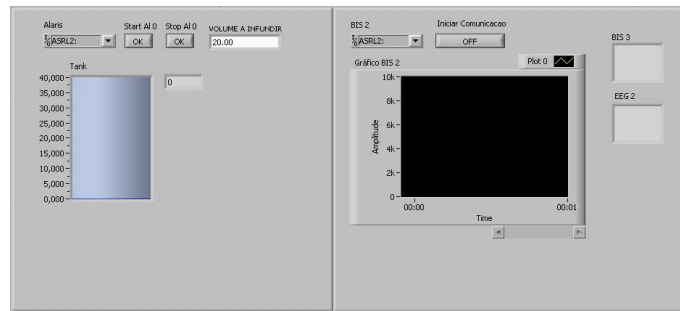 Alaris
Start Al 0
Stop Al 0
VOLUME A INFUNDIR
I/O ASRL2:
OK
OK
20.00
Tank
0
40,000
35,000
30,000
25,000
20,000
15,000
10,000
5,000
0,000
BIS 2
Iniciar Comunicacao
I/O ASRL2:
OFF
BIS 3
Gráfico BIS 2
Plot 0
EEG 2
Amplitude
10k
8k
6k
4k
2k
0
00:00
00:01
Time